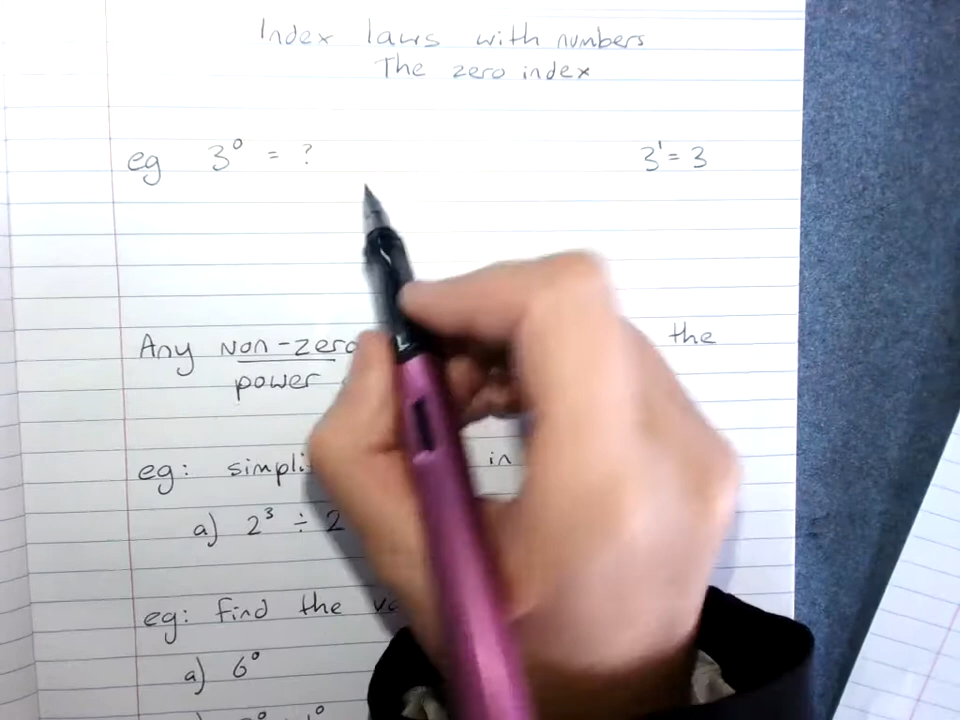 Index laws with numbers
The zero index
eg 3⁰ = ? 3¹ = 3
Any non-zero the
power
eg: simpli in
a) 2³ ÷ 2
eg: find the
a) 6⁰